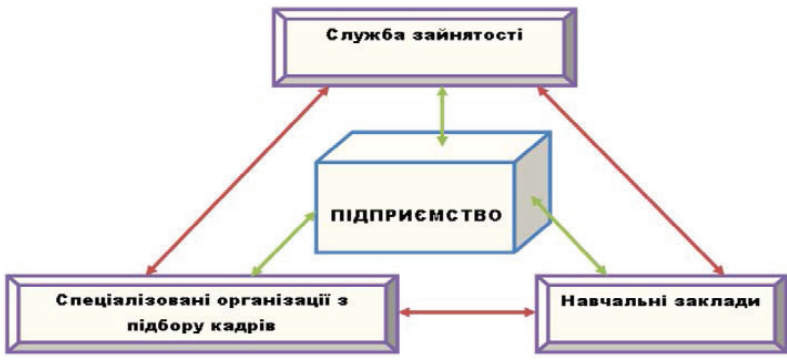 Служба зайнятості
ПІДПРИЄМСТВО
Спеціалізовані організації з
підбору кадрів
Навчальні заклади